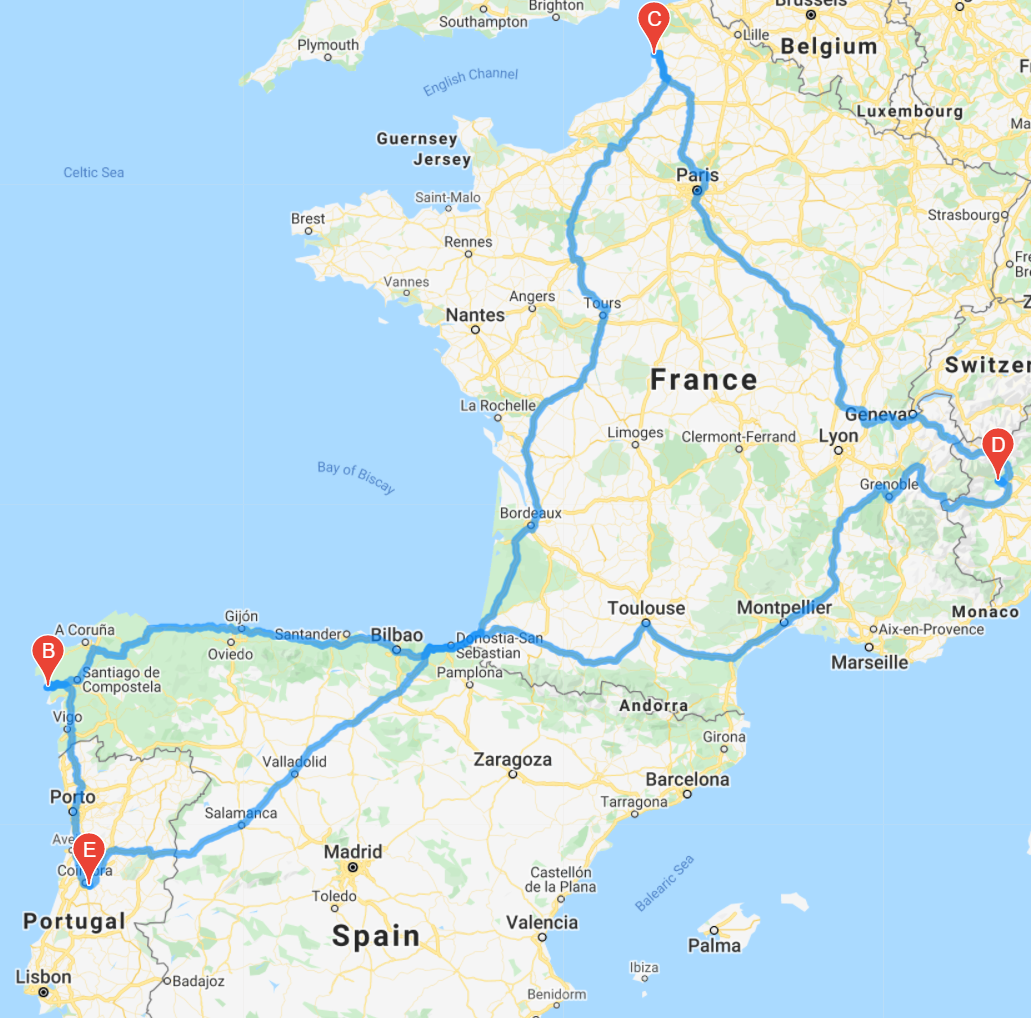 Brighton
Brussels
Southampton
C
Lille
Belgium
Plymouth
English Channel
Luxembourg
Guernsey
Jersey
Celtic Sea
Paris
Saint-Malo
Strasbourg
Brest
Rennes
Vannes
Angers
Tours
Nantes
Switzer
France
La Rochelle
Geneva
Limoges
Clermont-Ferrand
Lyon
D
Bay of Biscay
Grenoble
Bordeaux
Toulouse
Montpellier
Monaco
Gijón
A Coruña
Santander
Bilbao
Donostia-San
Sebastian
Aix-en-Provence
B
Oviedo
Marseille
Santiago de
Compostela
Pamplona
Andorra
Vigo
Girona
Valladolid
Zaragoza
Barcelona
Porto
Tarragona
Salamanca
Ave
E
Madrid
Castellón
de la Plana
Balearic Sea
Toledo
Portugal
Spain
Valencia
Palma
Lisbon
Badajoz
Ibiza
Benidorm